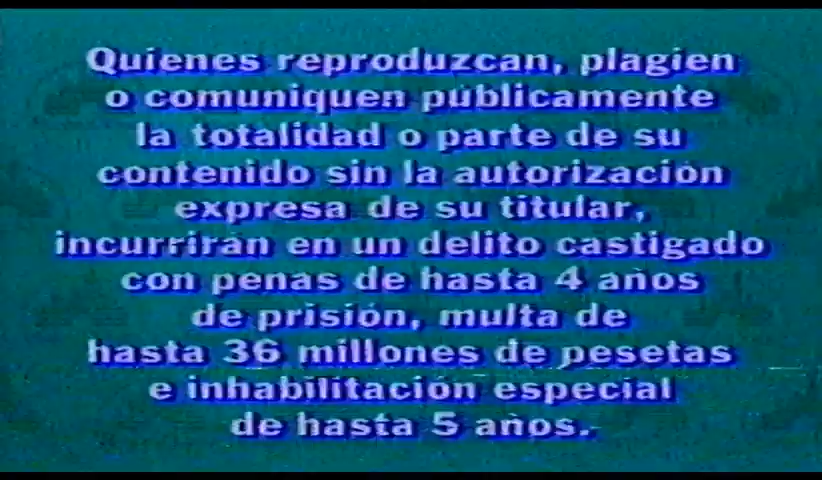 Quienes reproduzcan, plagien
o comuniquen públicamente
la totalidad o parte de su
contenido sin la autorización
expresa de su titular,
incurrirán en un delito castigado
con penas de hasta 4 años
de prisión, multa de
hasta 36 millones de pesetas
e inhabilitación especial
de hasta 5 años.